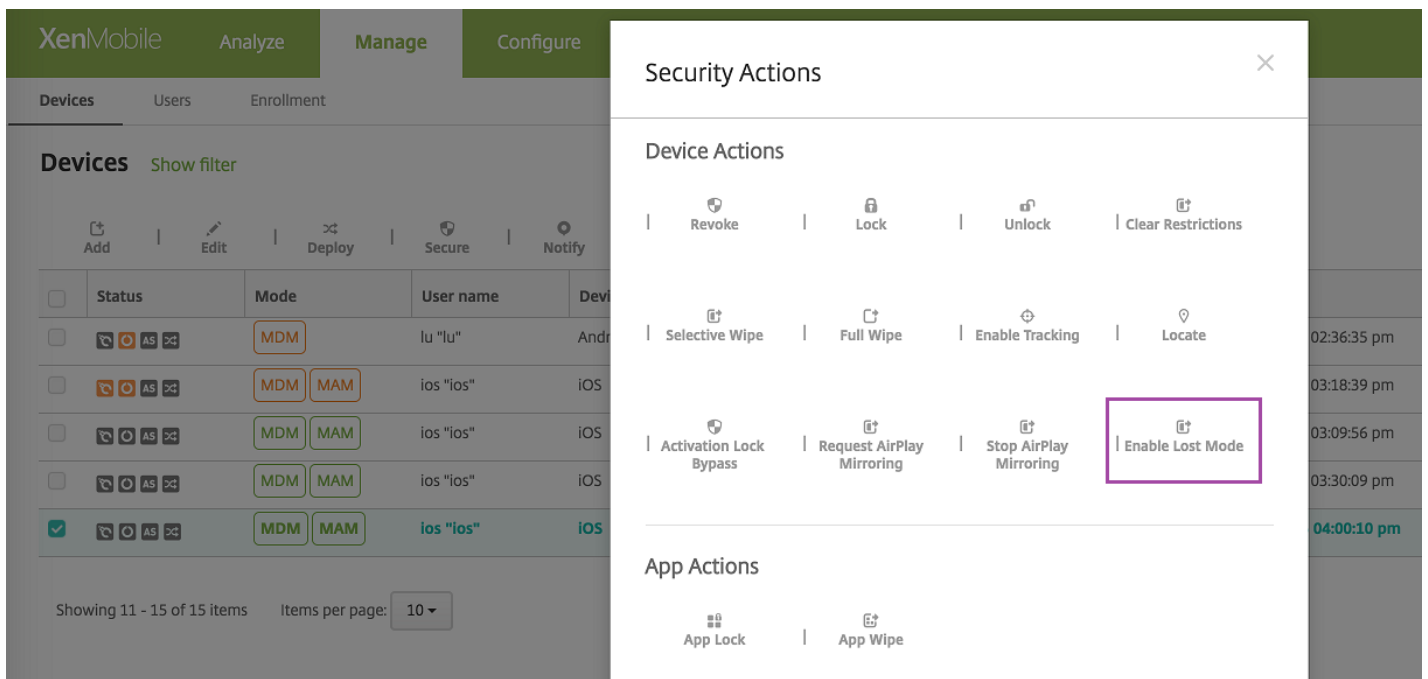 XenMobile Analyze Manage Configure
Devices Users Enrollment
Devices Show filter
Add Edit Deploy Secure Notify
Status Mode User name Devi
AS MDM lu "lu" Andr 02:36:35 pm
AS MDM MAM ios "ios" iOS 03:18:39 pm
AS MDM MAM ios "ios" iOS 03:09:56 pm
AS MDM MAM ios "ios" iOS 03:30:09 pm
AS MDM MAM ios "ios" iOS 04:00:10 pm
Showing 11 - 15 of 15 items Items per page: 10
Security Actions
Device Actions
Revoke Lock Unlock Clear Restrictions
Selective Wipe Full Wipe Enable Tracking Locate
Activation Lock Request AirPlay Stop AirPlay Enable Lost Mode
Bypass Mirroring Mirroring
App Actions
App Lock App Wipe